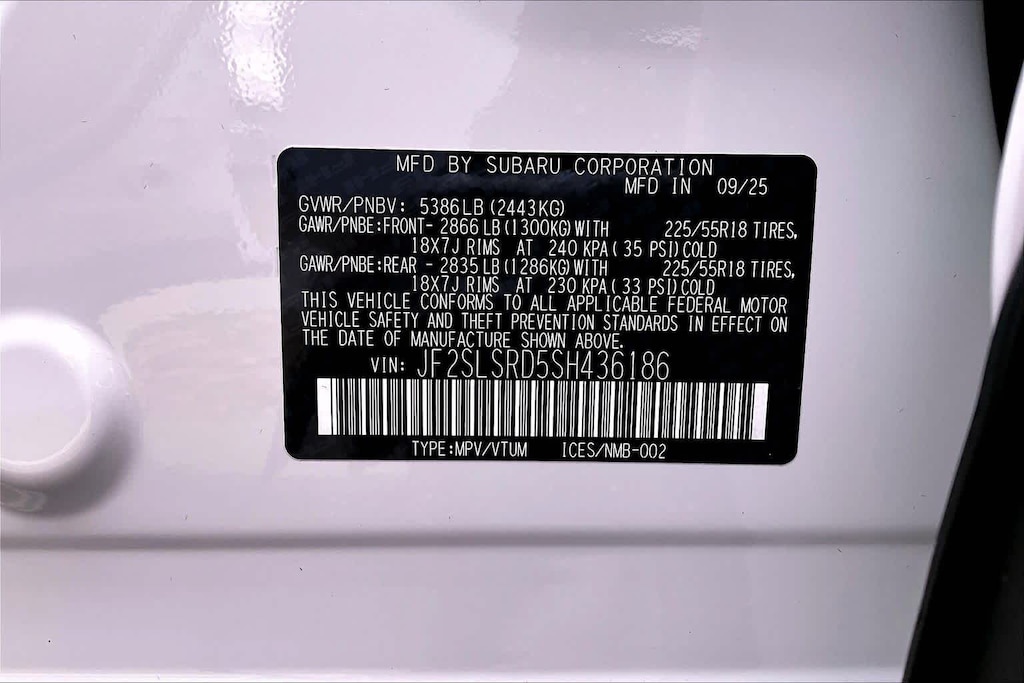 MFD BY SUBARU CORPORATION
MFD IN 09/25
GVWR/PNBV: 5386LB (2443KG)
GAWR/PNBE:FRONT- 2866 LB (1300KG) WITH 225/55R18 TIRES,
18X7J RIMS AT 240 KPA( 35 PSI) COLD
GAWR/PNBE:REAR - 2835 LB (1286KG) WITH 225/55R18 TIRES,
18X7J RIMS AT 230 KPA( 33 PSI) COLD
THIS VEHICLE CONFORMS TO ALL APPLICABLE FEDERAL MOTOR
VEHICLE SAFETY AND THEFT PREVENTION STANDARDS IN EFFECT ON
THE DATE OF MANUFACTURE SHOWN ABOVE.
VIN: JF2SLSRD5SH436186
TYPE:MPV/VTUM ICES/NMB-002